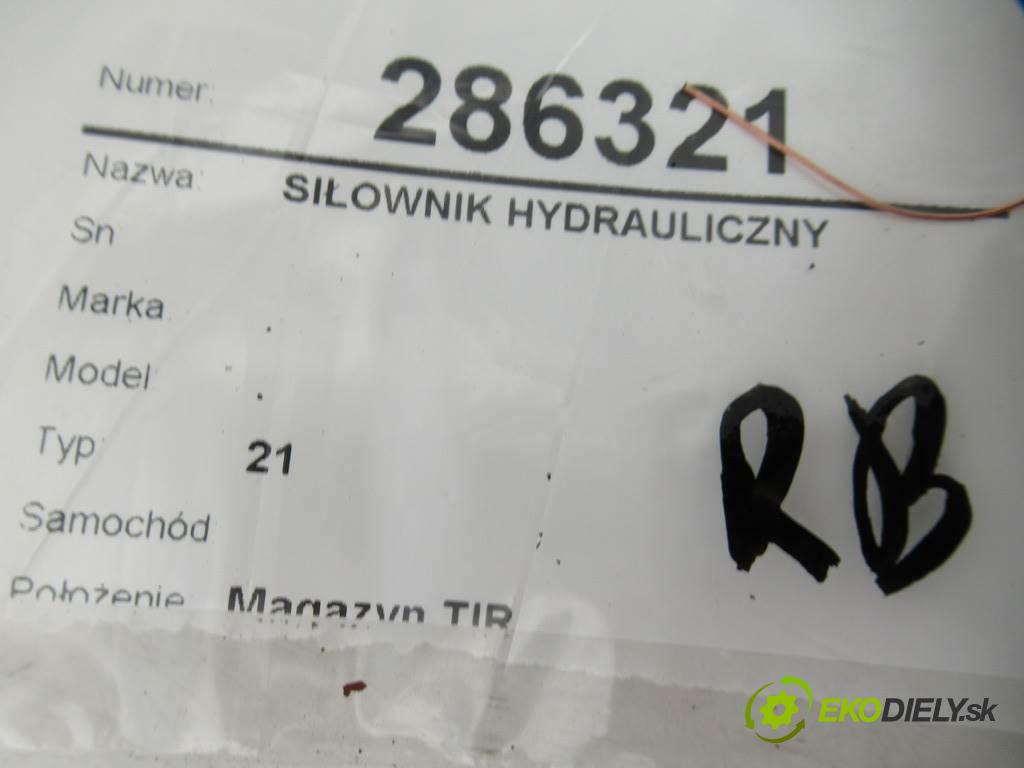 Numer: 286321
Nazwa: SIŁOWNIK HYDRAULICZNY
Sn
Marka
Model
Typ: 21
Samochód
Położenie Magazyn TIR
RB
EKODIELY.sk